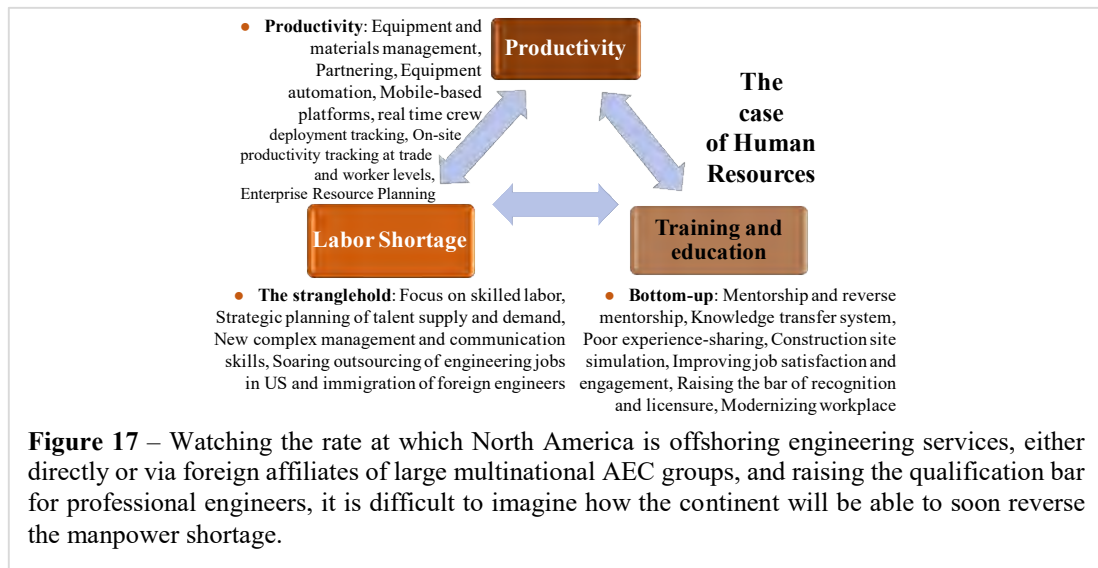 ● Productivity: Equipment and
materials management,
Partnering, Equipment
automation, Mobile-based
platforms, real time crew
deployment tracking, On-site
productivity tracking at trade
and worker levels,
Enterprise Resource Planning
Productivity
The
case
of Human
Resources
Labor Shortage
Training and
education
● The stranglehold: Focus on skilled labor,
Strategic planning of talent supply and demand,
New complex management and communication
skills, Soaring outsourcing of engineering jobs
in US and immigration of foreign engineers
● Bottom-up: Mentorship and reverse
mentorship, Knowledge transfer system,
Poor experience-sharing, Construction site
simulation, Improving job satisfaction and
engagement, Raising the bar of recognition
and licensure, Modernizing workplace
Figure 17 – Watching the rate at which North America is offshoring engineering services, either
directly or via foreign affiliates of large multinational AEC groups, and raising the qualification bar
for professional engineers, it is difficult to imagine how the continent will be able to soon reverse
the manpower shortage.